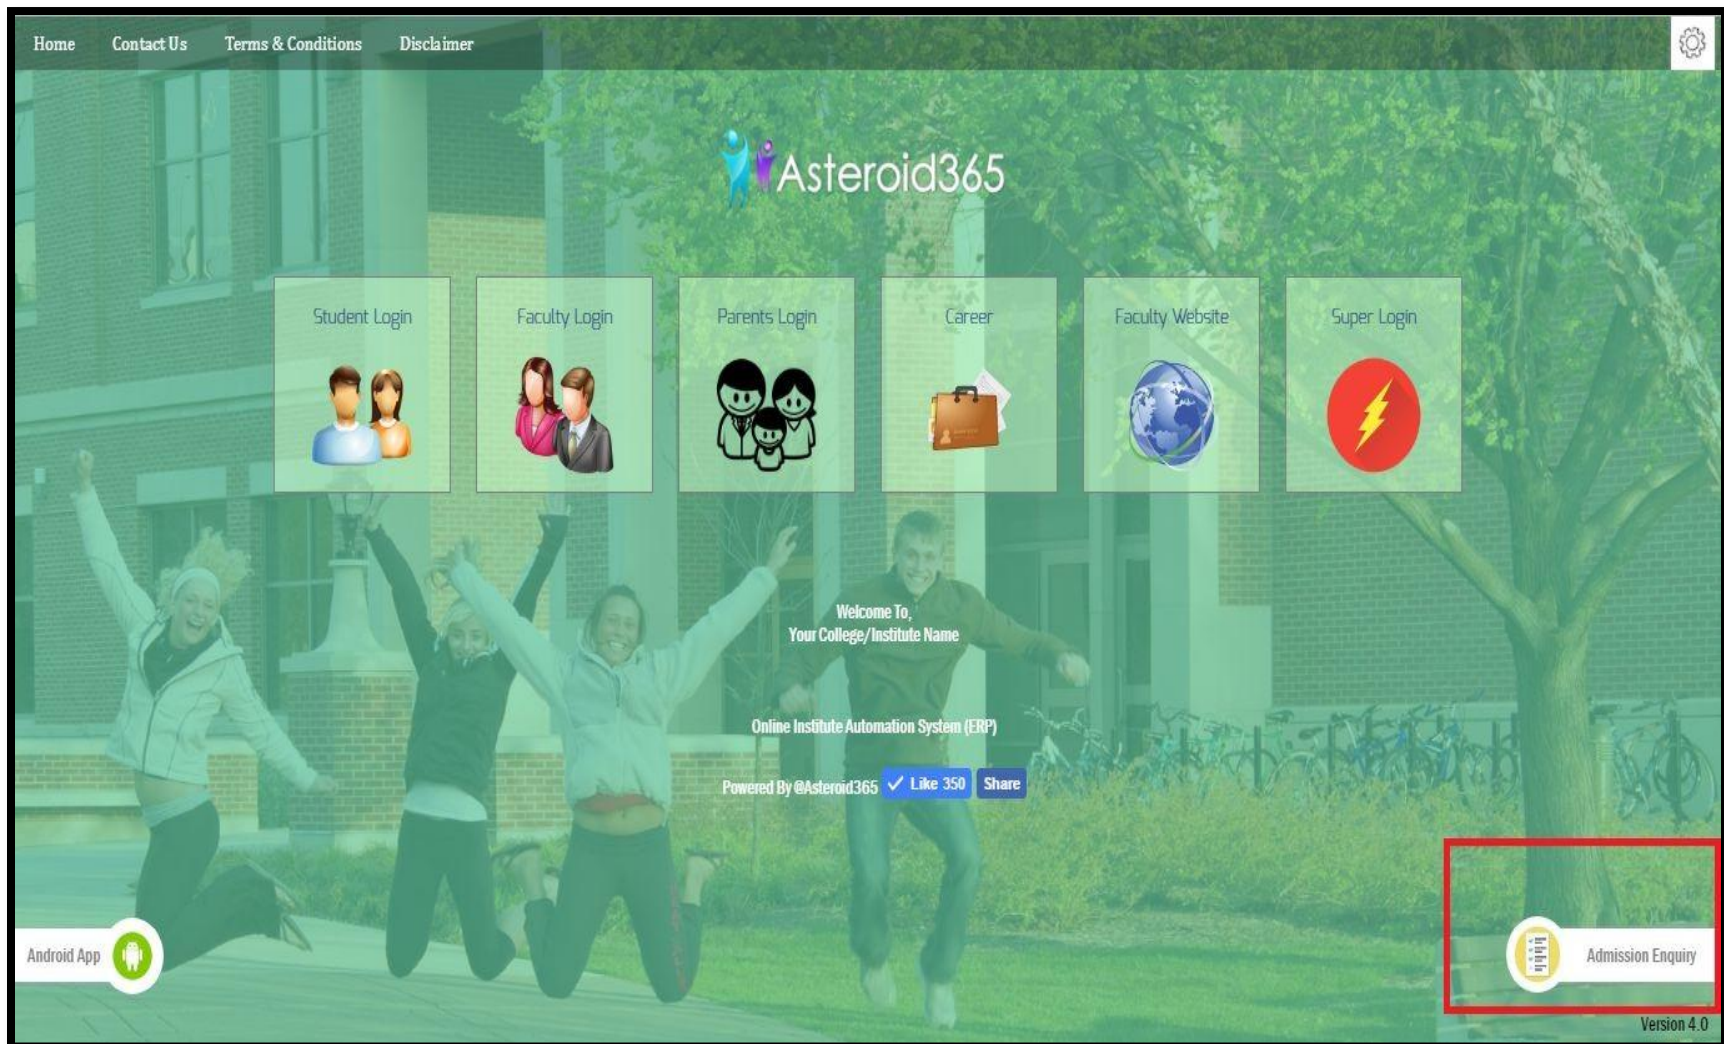 Home Contact Us Terms & Conditions Disclaimer
Asteroid365
Student Login Faculty Login Parents Login Career Faculty Website Super Login
Welcome To,
Your College/Institute Name
Online Institute Automation System (ERP)
Powered By @Asteroid365 Like 350 Share
Android App Admission Enquiry
Version 4.0